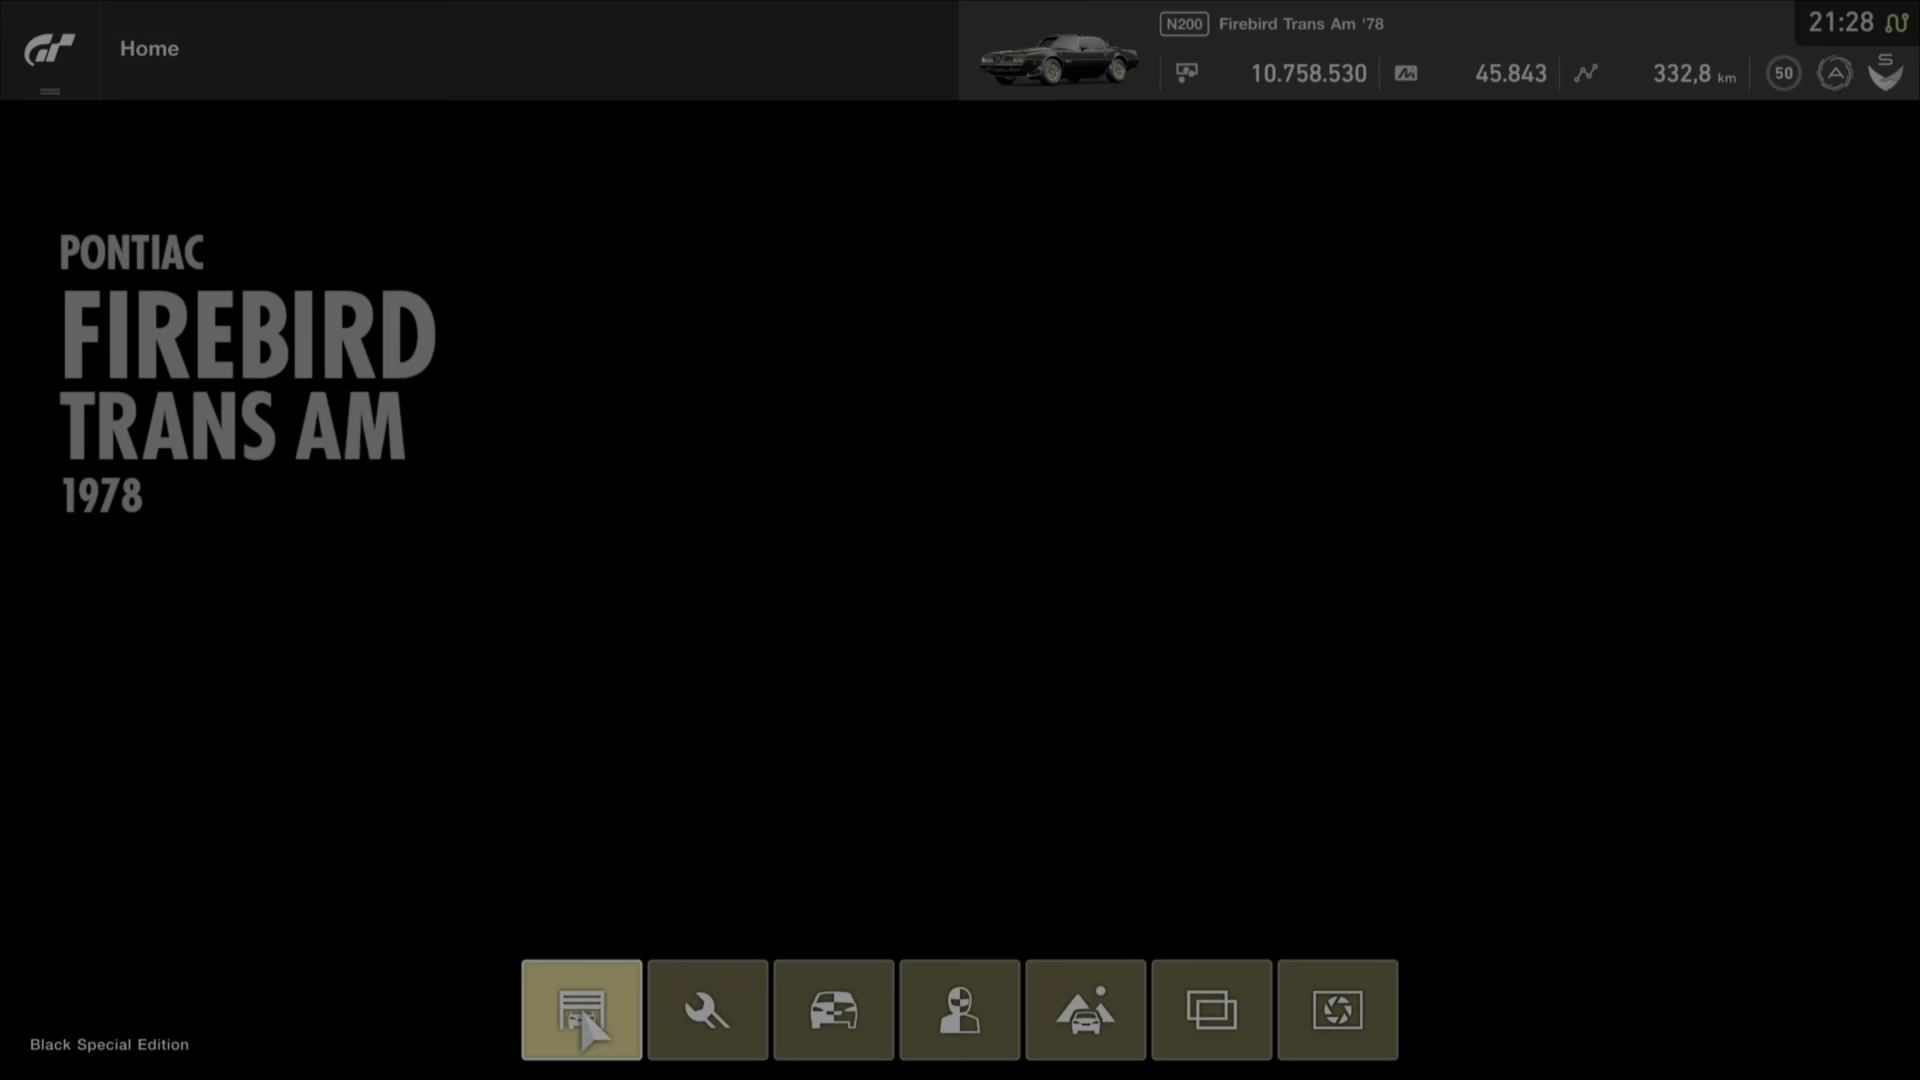 Home
N200 Firebird Trans Am '78
21:28
10.758.530 45.843 332,8 km 50 A S
PONTIAC
FIREBIRD
TRANS AM
1978
Black Special Edition